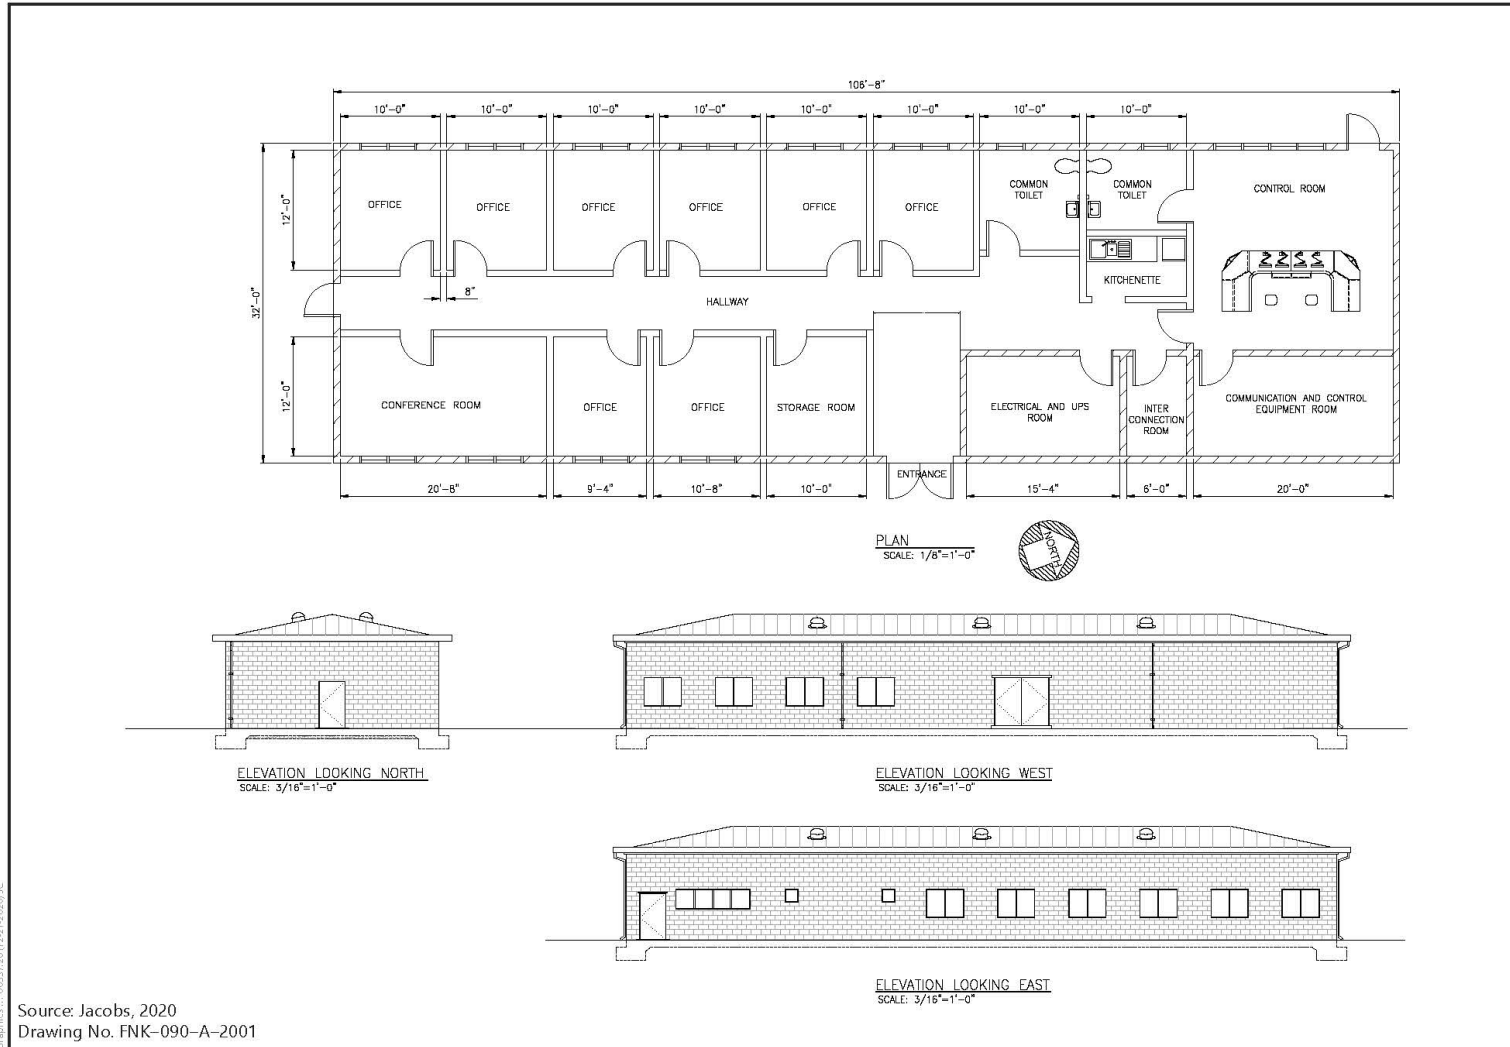 106'-8"
10'-0" 10'-0" 10'-0" 10'-0" 10'-0" 10'-0" 10'-0" 10'-0"
32'-0"
12'-0"
12'-0"
OFFICE
OFFICE
OFFICE
OFFICE
OFFICE
OFFICE
COMMON
TOILET
COMMON
TOILET
CONTROL ROOM
KITCHENETTE
8"
HALLWAY
CONFERENCE ROOM
OFFICE
OFFICE
STORAGE ROOM
ELECTRICAL AND UPS
ROOM
INTER
CONNECTION
ROOM
COMMUNICATION AND CONTROL
EQUIPMENT ROOM
ENTRANCE
20'-8" 9'-4" 10'-8" 10'-0" 15'-4" 6'-0" 20'-0"
PLAN
SCALE: 1/8"=1'-0"
NORTH
ELEVATION LOOKING NORTH
SCALE: 3/16"=1'-0"
ELEVATION LOOKING WEST
SCALE: 3/16"=1'-0"
ELEVATION LOOKING EAST
SCALE: 3/16"=1'-0"
Source: Jacobs, 2020
Drawing No. FNK–090–A–2001